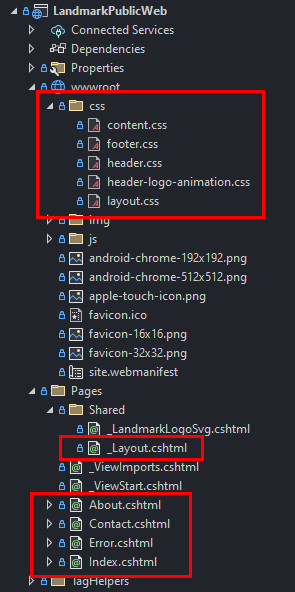 LandmarkPublicWeb
Connected Services
Dependencies
Properties
wwwroot
css
content.css
footer.css
header.css
header-logo-animation.css
layout.css
img
js
android-chrome-192x192.png
android-chrome-512x512.png
apple-touch-icon.png
favicon.ico
favicon-16x16.png
favicon-32x32.png
site.webmanifest
Pages
Shared
_LandmarkLogoSvg.cshtml
_Layout.cshtml
_ViewImports.cshtml
_ViewStart.cshtml
About.cshtml
Contact.cshtml
Error.cshtml
Index.cshtml
TagHelpers